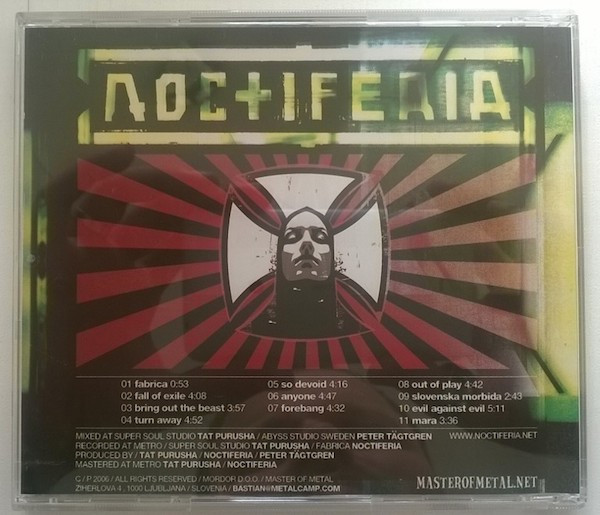 NOCTIFERIA
01 fabrica 0:53
02 fall of exile 4:08
03 bring out the beast 3:57
04 turn away 4:52
05 so devoid 4:16
06 anyone 4:47
07 forebang 4:32
08 out of play 4:42
09 slovenska morbida 2:43
10 evil against evil 5:11
11 mara 3:36
MIXED AT SUPER SOUL STUDIO TAT PURUSHA / ABYSS STUDIO SWEDEN PETER TÄGTGREN
RECORDED AT METRO / SUPER SOUL STUDIO TAT PURUSHA / FABRICA NOCTIFERIA
PRODUCED BY / TAT PURUSHA / NOCTIFERIA / PETER TÄGTGREN
MASTERED AT METRO TAT PURUSHA / NOCTIFERIA
WWW.NOCTIFERIA.NET
C / P 2006 / ALL RIGHTS RESERVED / MORDOR D.O.O. / MASTER OF METAL
ZIHERLOVA 4 , 1000 LJUBLJANA / SLOVENIA / BASTIAN@METALCAMP.COM
MASTEROFMETAL.NET